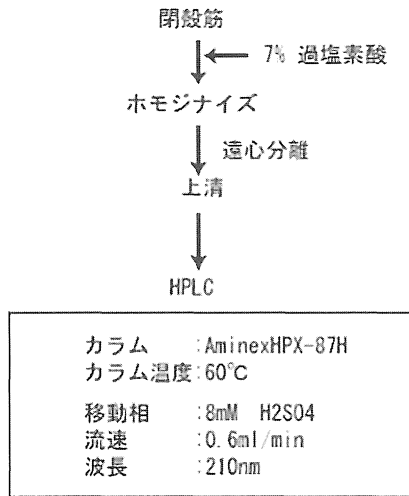 閉殻筋
7% 過塩素酸
ホモジナイズ
遠心分離
上清
HPLC
カラム :AminexHPX-87H
カラム温度:60℃
移動相 :8mM H2SO4
流速 :0.6ml/min
波長 :210nm